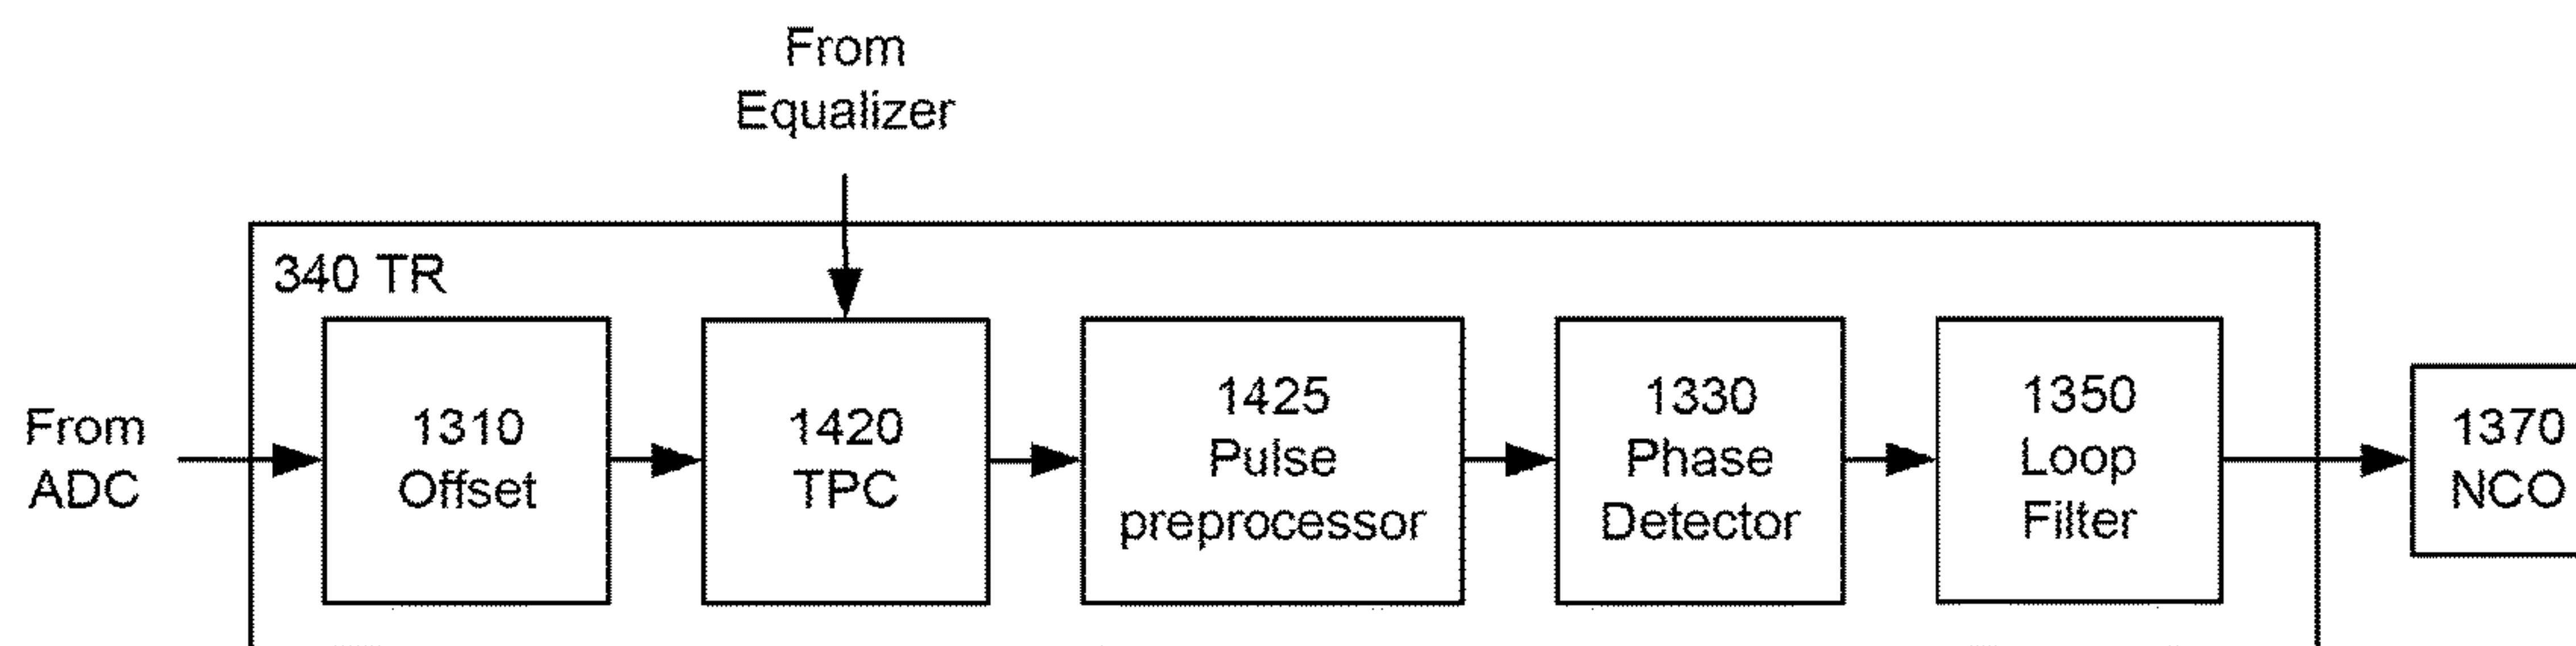 From
Equalizer
340 TR
From
ADC
1310
Offset
1420
TPC
1425
Pulse
preprocessor
1330
Phase
Detector
1350
Loop
Filter
1370
NCO